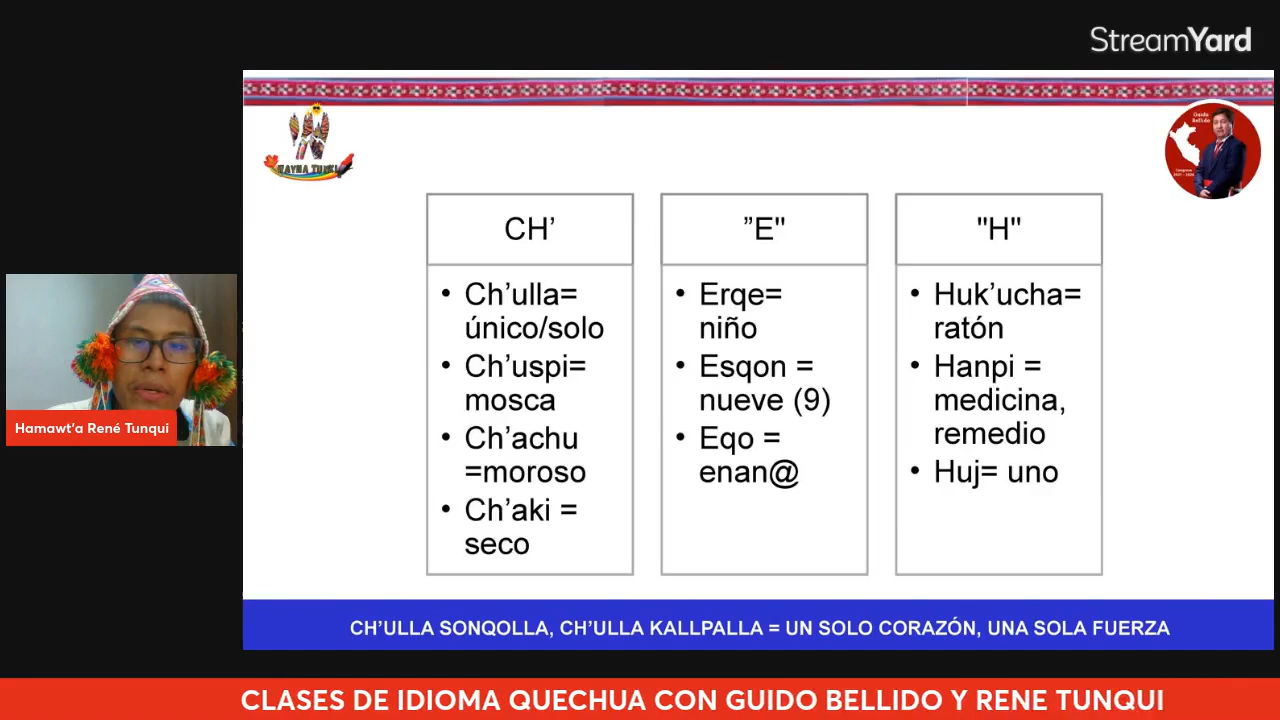 StreamYard
Guido
Bellido
CH’
”E"
"H"
• Ch’ulla=
único/solo
• Ch’uspi=
mosca
• Ch’achu
=moroso
• Ch’aki =
seco
• Erqe=
niño
• Esqon =
nueve (9)
• Eqo =
enan@
• Huk’ucha=
ratón
• Hanpi =
medicina,
remedio
• Huj= uno
Hamawt’a René Tunqui
CH’ULLA SONQOLLA, CH’ULLA KALLPALLA = UN SOLO CORAZÓN, UNA SOLA FUERZA
CLASES DE IDIOMA QUECHUA CON GUIDO BELLIDO Y RENE TUNQUI